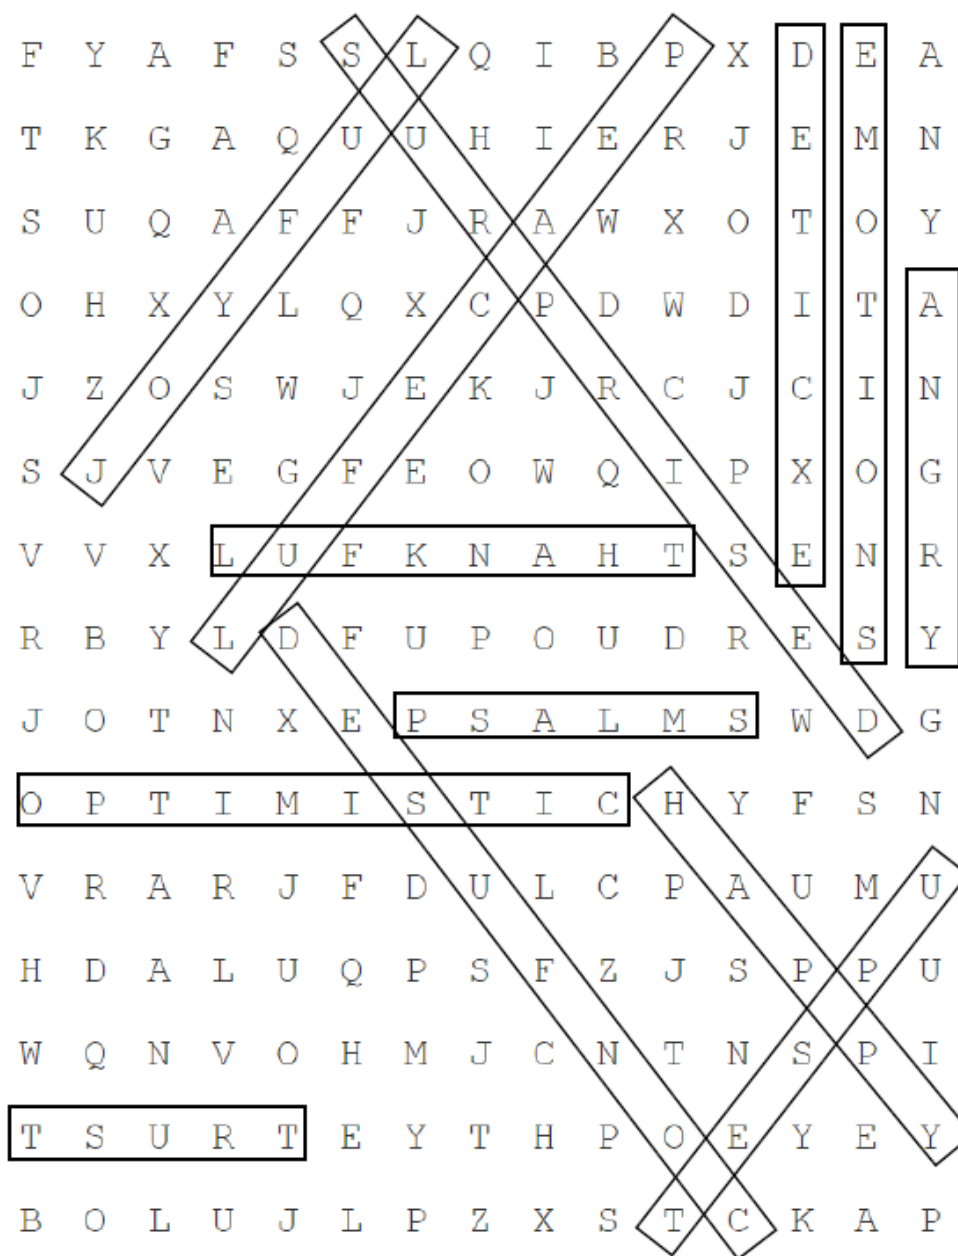 F Y A F S S L Q I B P X D E A
T K G A Q U U H I E R J E M N
S U Q A F F J R A W X O T O Y
O H X Y L Q X C P D W D I T A
J Z O S W J E K J R C J C I N
S J V E G F E O W Q I P X O G
V V X L U F K N A H T S E N R
R B Y L D F U P O U D R E S Y
J O T N X E P S A L M S W D G
O P T I M I S T I C H Y F S N
V R A R J F D U L C P A U M U
H D A L U Q P S F Z J S P P U
W Q N V O H M J C N T N S P I
T S U R T E Y T H P O E Y E Y
B O L U J L P Z X S T C K A P